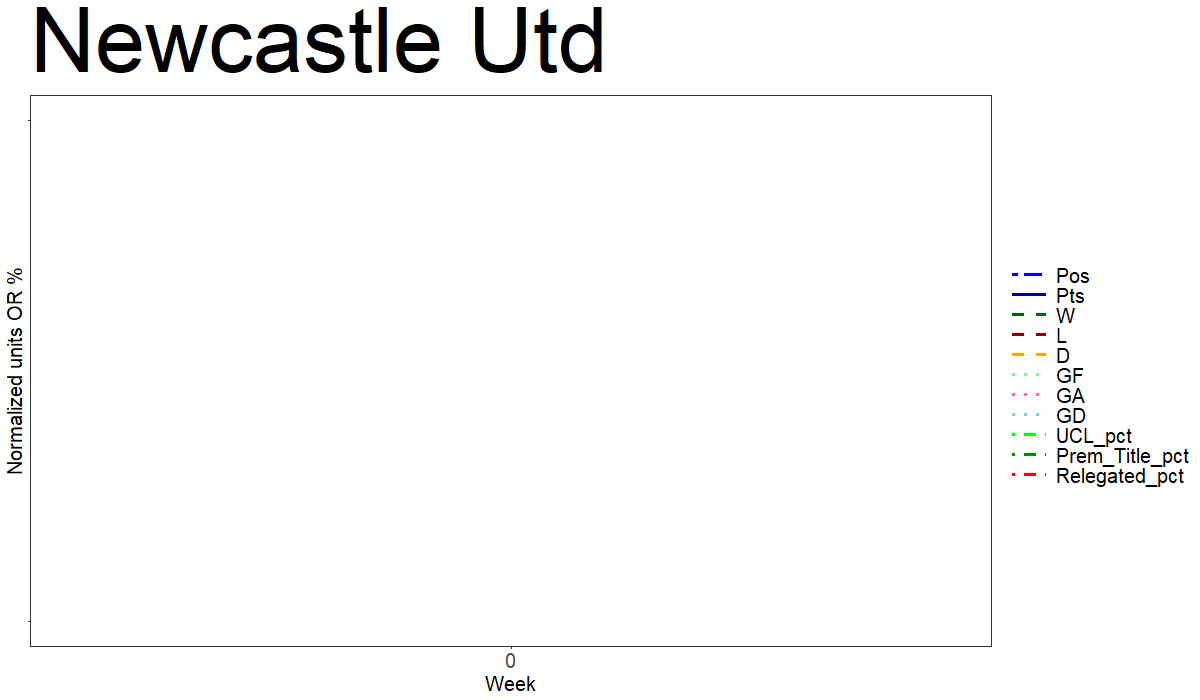 Newcastle Utd
Normalized units OR %
0
Week
Pos
Pts
W
L
D
GF
GA
GD
UCL_pct
Prem_Title_pct
Relegated_pct